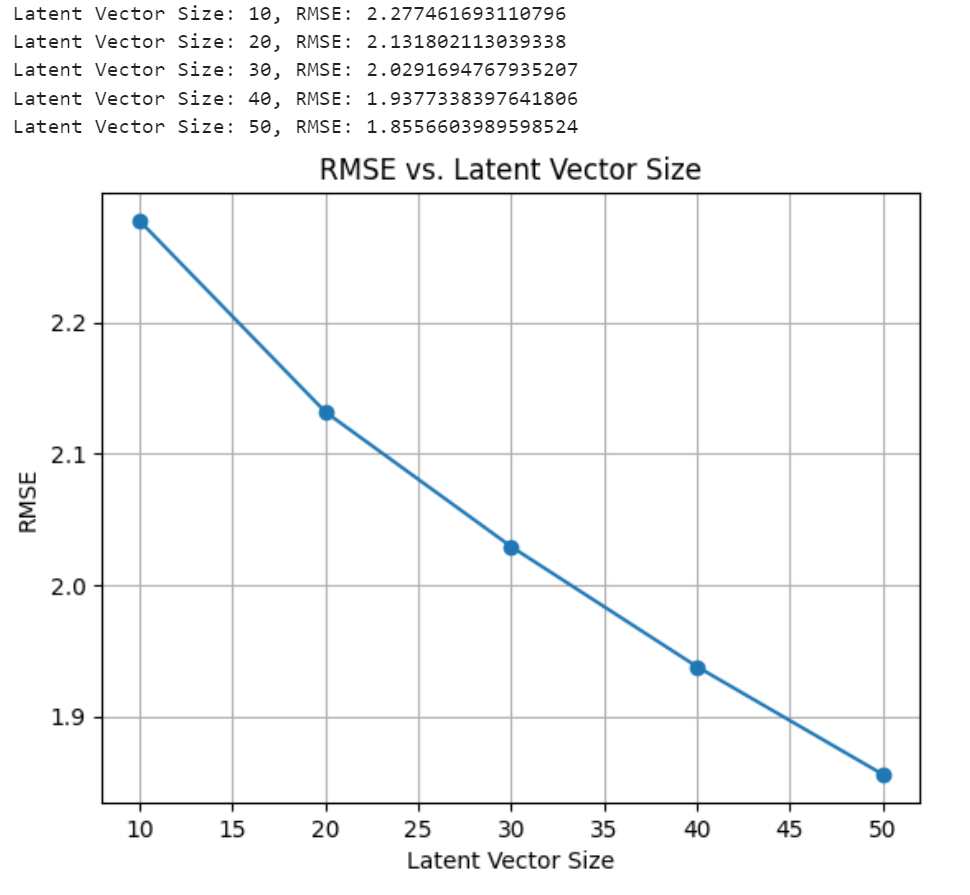 Latent Vector Size: 10, RMSE: 2.277461693110796
Latent Vector Size: 20, RMSE: 2.131802113039338
Latent Vector Size: 30, RMSE: 2.0291694767935207
Latent Vector Size: 40, RMSE: 1.9377338397641806
Latent Vector Size: 50, RMSE: 1.8556603989598524
RMSE vs. Latent Vector Size
2.2
2.1
2.0
1.9
RMSE
10 15 20 25 30 35 40 45 50
Latent Vector Size